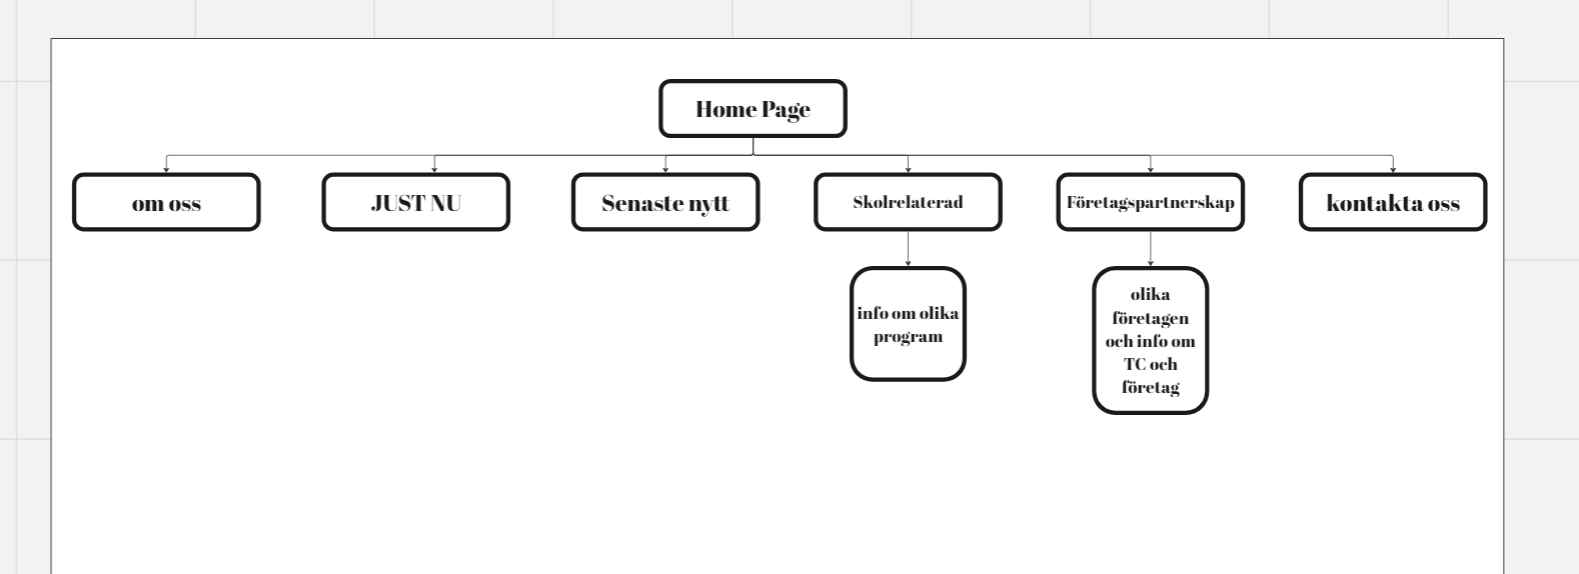 Home Page
om oss
JUST NU
Senaste nytt
Skolrelaterad
Företagspartnerskap
kontakta oss
info om olika
program
olika
företagen
och info om
TC och
företag